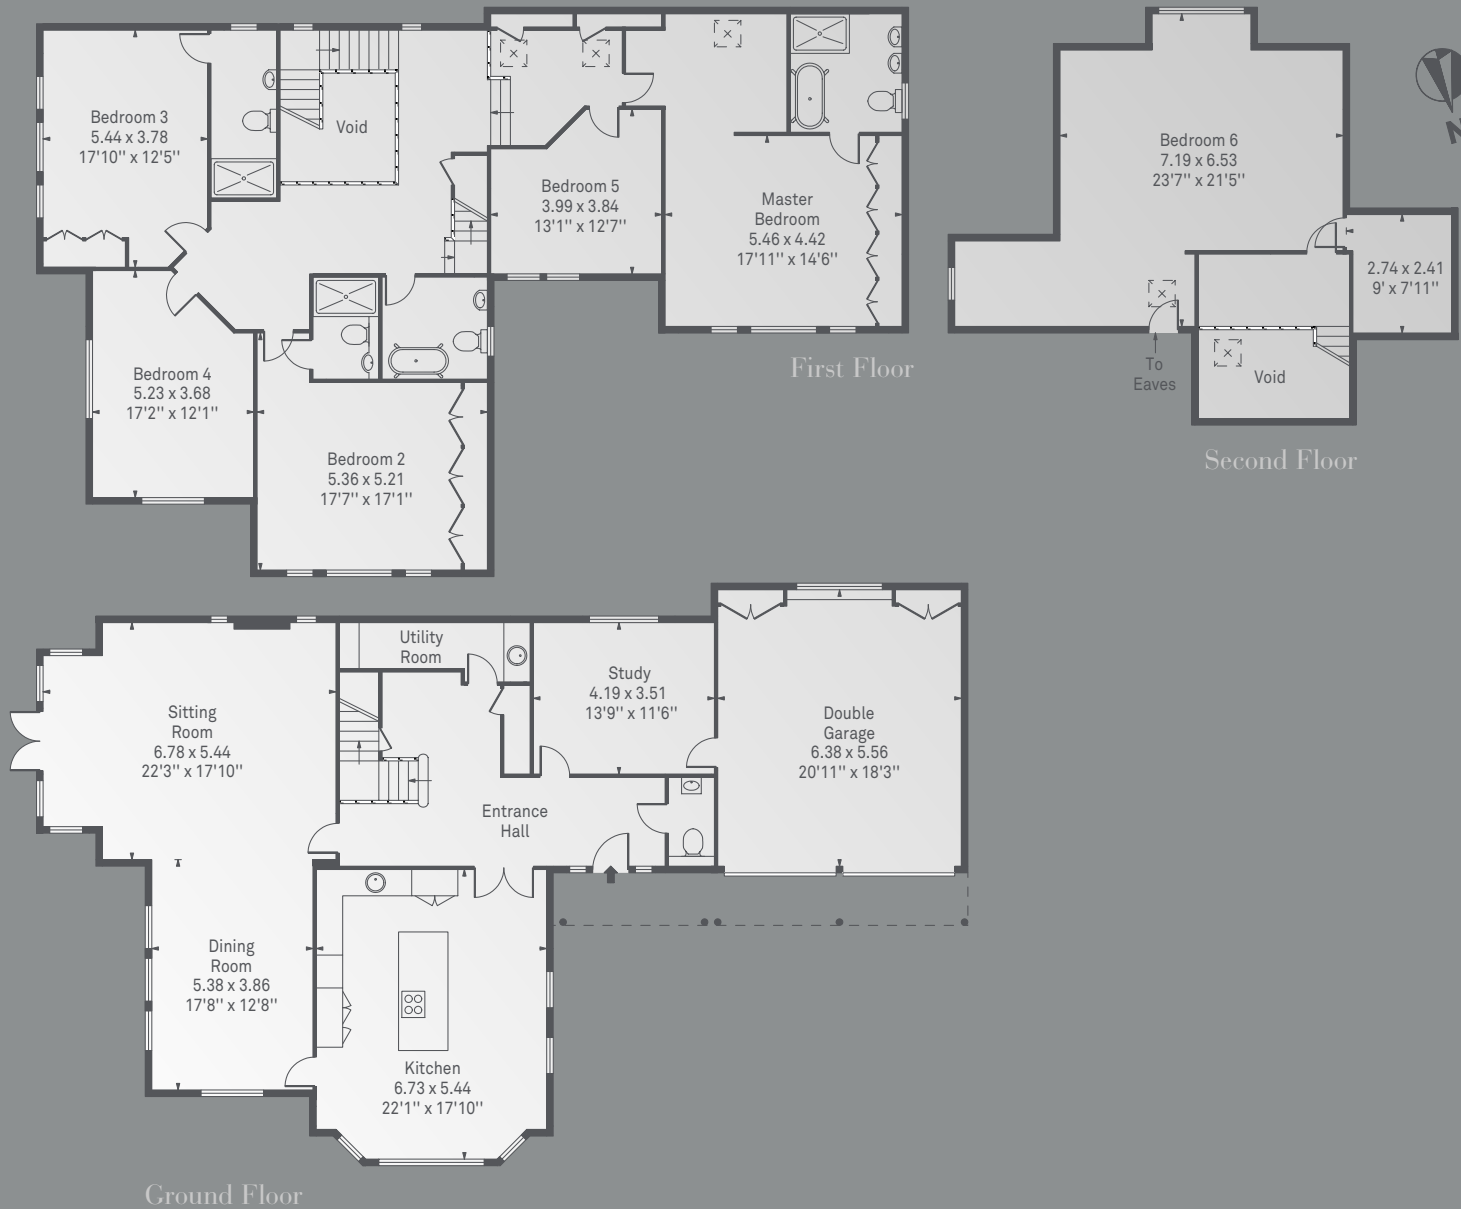 Bedroom 3
5.44 x 3.78
17'10'' x 12'5''
Void
Bedroom 5
3.99 x 3.84
13'1'' x 12'7''
Master
Bedroom
5.46 x 4.42
17'11'' x 14'6''
Bedroom 4
5.23 x 3.68
17'2'' x 12'1''
Bedroom 2
5.36 x 5.21
17'7'' x 17'1''
First Floor
Bedroom 6
7.19 x 6.53
23'7'' x 21'5''
2.74 x 2.41
9' x 7'11''
To
Eaves
Void
Second Floor
N
Utility
Room
Study
4.19 x 3.51
13'9'' x 11'6''
Sitting
Room
6.78 x 5.44
22'3'' x 17'10''
Double
Garage
6.38 x 5.56
20'11'' x 18'3''
Entrance
Hall
Dining
Room
5.38 x 3.86
17'8'' x 12'8''
Kitchen
6.73 x 5.44
22'1'' x 17'10''
Ground Floor